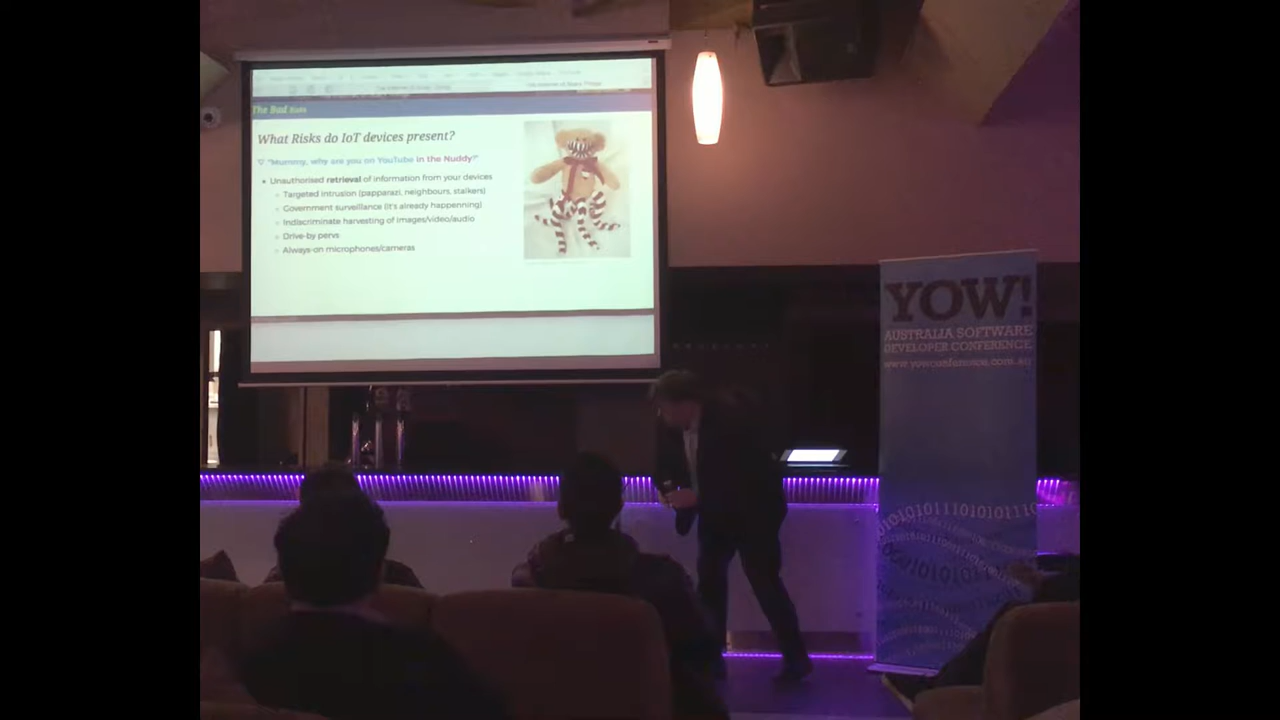 The Bad Bits
What Risks do IoT devices present?
"Mummy, why are you on YouTube in the Nuddy?"
Unauthorised retrieval of information from your devices
Targeted intrusion (papparazi, neighbours, stalkers)
Government surveillance (it's already happenning)
Indiscriminate harvesting of images/video/audio
Drive-by pervs
Always-on microphones/cameras
YOW!
AUSTRALIA SOFTWARE
DEVELOPER CONFERENCE
www.yowconference.com.au